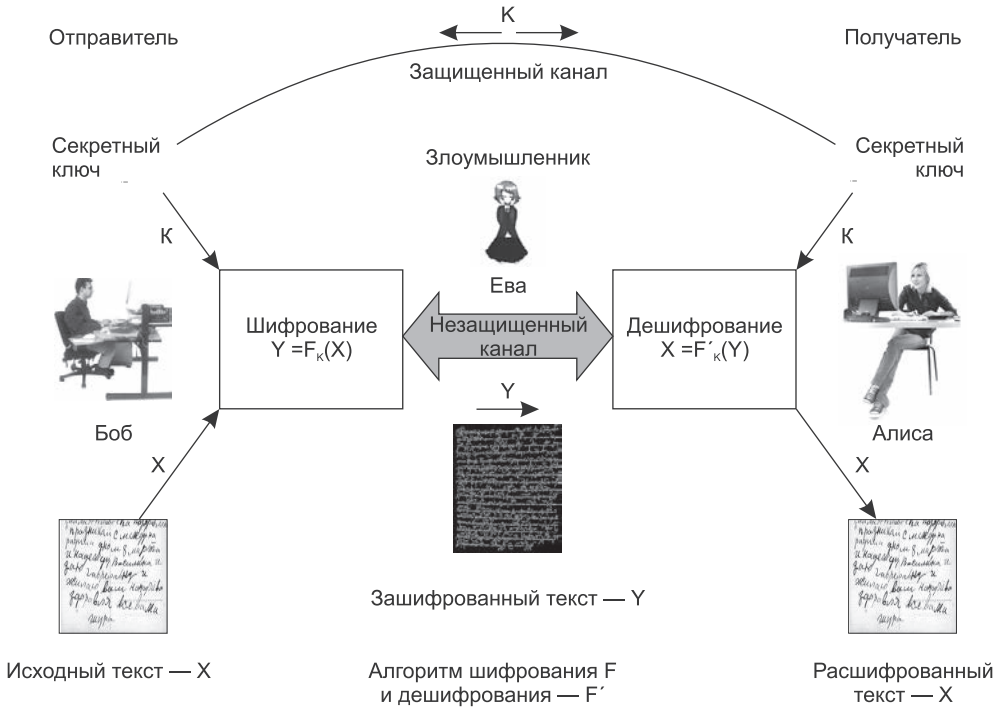 K
Отправитель
Получатель
Защищенный канал
Секретный
ключ
Злоумышленник
Секретный
ключ
К
К
Ева
Шифрование
Y =Fк(X)
Незащищенный
канал
Дешифрование
X =F´к(Y)
Y
Боб
Алиса
X
X
Зашифрованный текст — Y
Исходный текст — X
Алгоритм шифрования F
и дешифрования — F´
Расшифрованный
текст — X